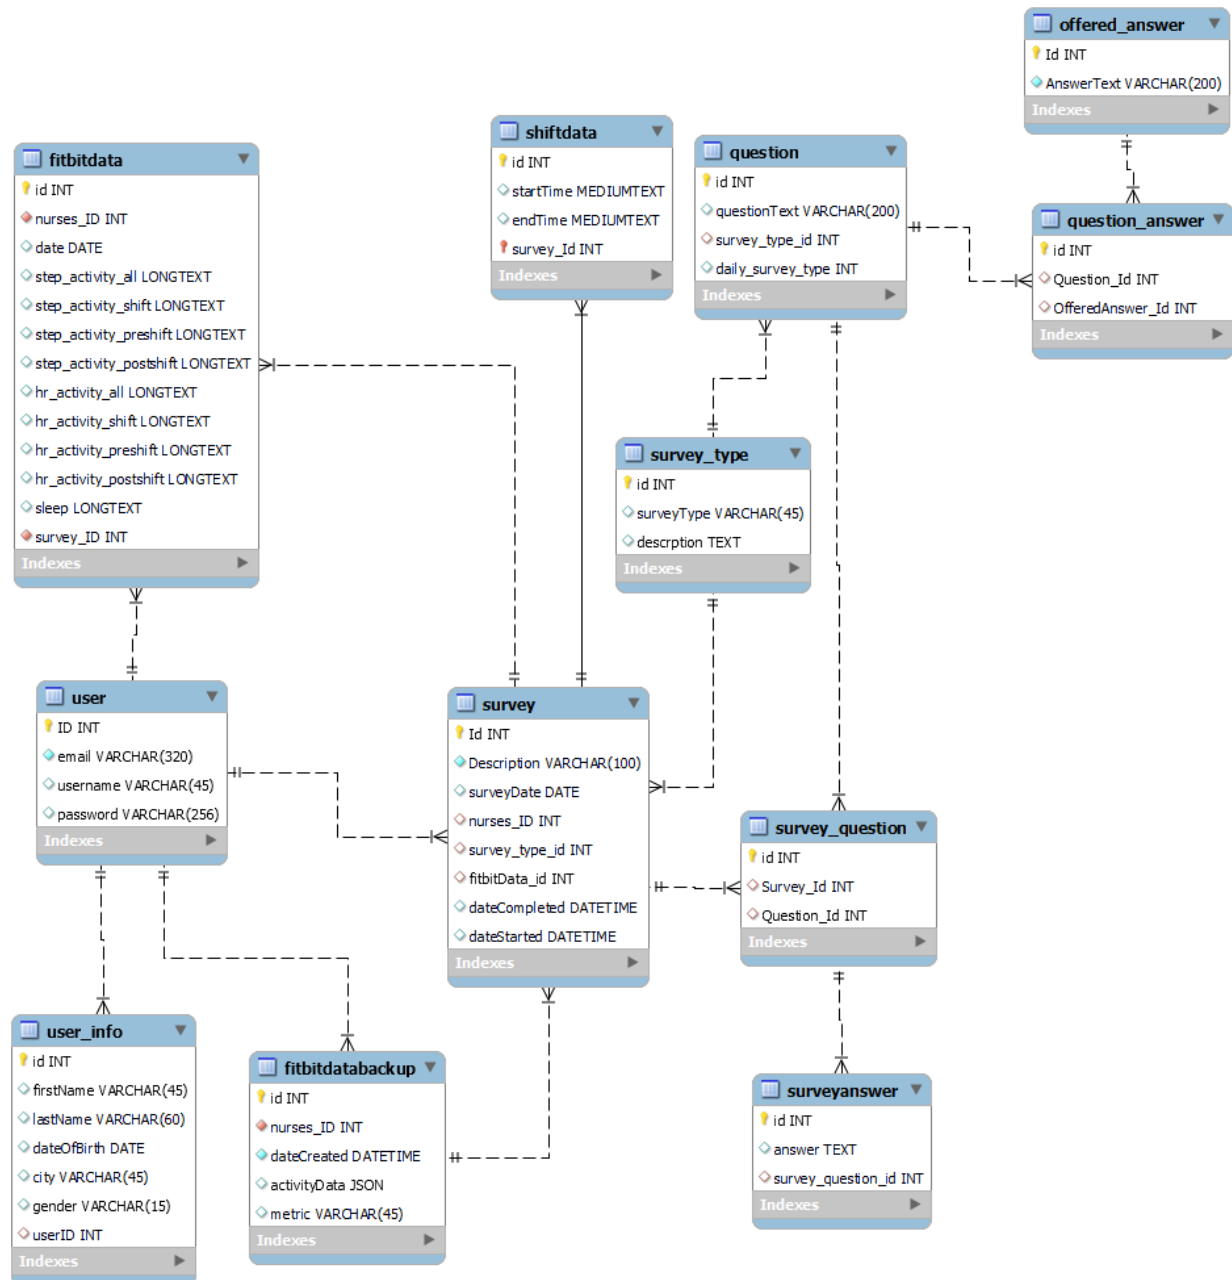 offered_answer
Id INT
AnswerText VARCHAR(200)
Indexes
shiftdata
id INT
startTime MEDIUMTEXT
endTime MEDIUMTEXT
survey_Id INT
Indexes
question
id INT
questionText VARCHAR(200)
survey_type_id INT
daily_survey_type INT
Indexes
fitbitdata
id INT
nurses_ID INT
date DATE
step_activity_all LONGTEXT
step_activity_shift LONGTEXT
step_activity_preshift LONGTEXT
step_activity_postshift LONGTEXT
hr_activity_all LONGTEXT
hr_activity_shift LONGTEXT
hr_activity_preshift LONGTEXT
hr_activity_postshift LONGTEXT
sleep LONGTEXT
survey_ID INT
Indexes
question_answer
id INT
Question_Id INT
OfferedAnswer_Id INT
Indexes
survey_type
id INT
surveyType VARCHAR(45)
descrption TEXT
Indexes
user
ID INT
email VARCHAR(320)
username VARCHAR(45)
password VARCHAR(256)
Indexes
survey
Id INT
Description VARCHAR(100)
surveyDate DATE
nurses_ID INT
survey_type_id INT
fitbitData_id INT
dateCompleted DATETIME
dateStarted DATETIME
Indexes
survey_question
id INT
Survey_Id INT
Question_Id INT
Indexes
user_info
id INT
firstName VARCHAR(45)
lastName VARCHAR(60)
dateOfBirth DATE
city VARCHAR(45)
gender VARCHAR(15)
userID INT
Indexes
fitbitdatabackup
id INT
nurses_ID INT
dateCreated DATETIME
activityData JSON
metric VARCHAR(45)
Indexes
surveyanswer
id INT
answer TEXT
survey_question_id INT
Indexes